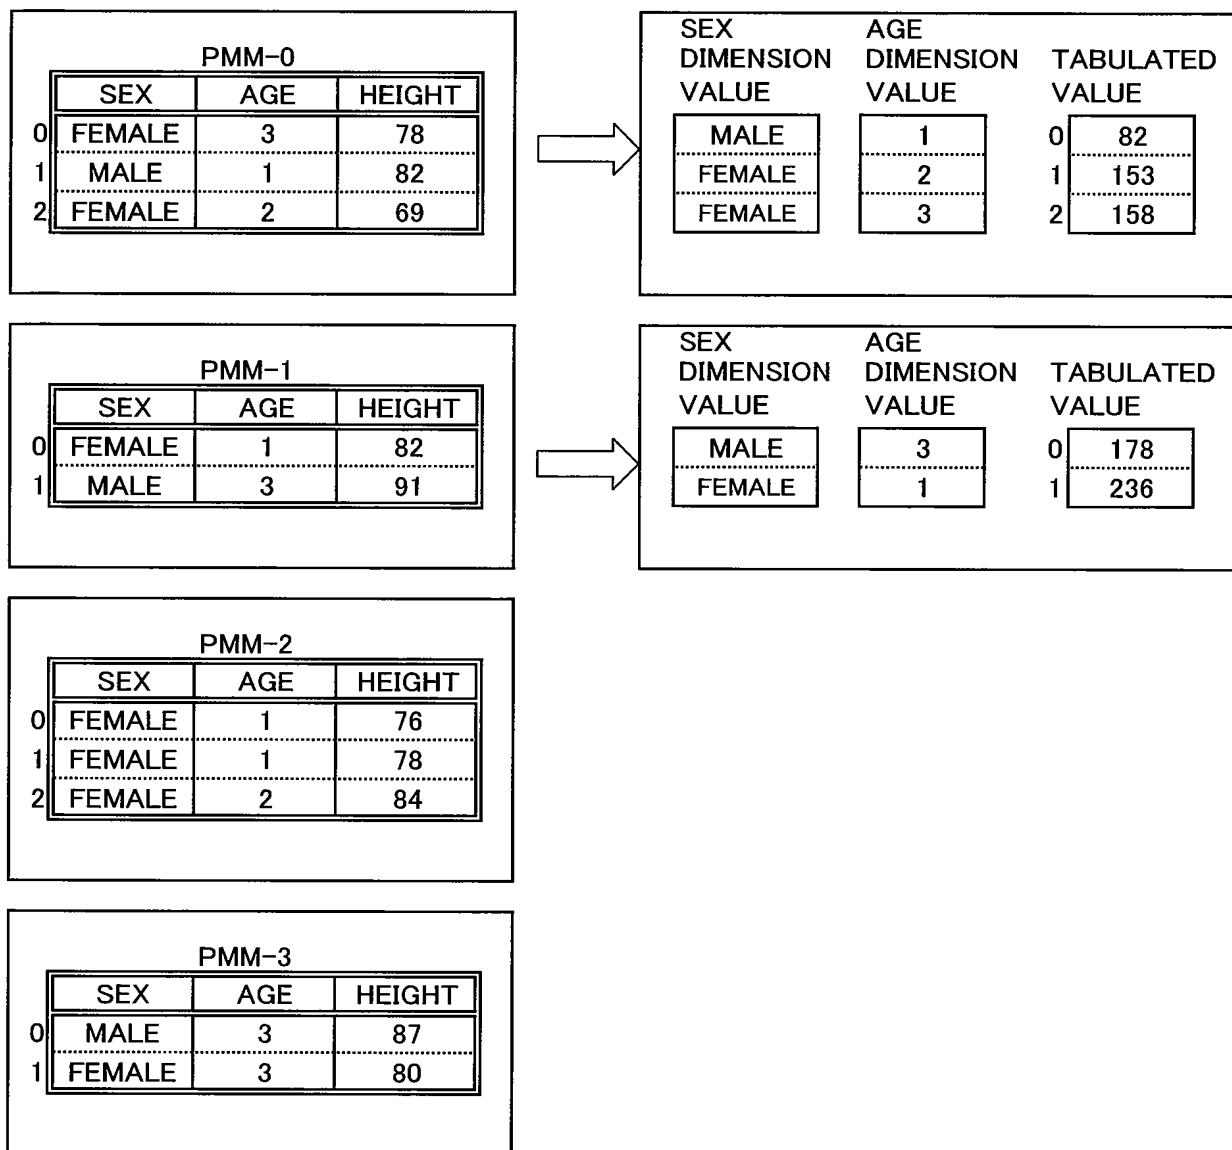 PMM-0
SEX AGE HEIGHT
0 FEMALE 3 78
1 MALE 1 82
2 FEMALE 2 69
SEX DIMENSION VALUE
AGE DIMENSION VALUE
TABULATED VALUE
MALE 1 0 82
FEMALE 2 1 153
FEMALE 3 2 158
PMM-1
SEX AGE HEIGHT
0 FEMALE 1 82
1 MALE 3 91
SEX DIMENSION VALUE
AGE DIMENSION VALUE
TABULATED VALUE
MALE 3 0 178
FEMALE 1 1 236
PMM-2
SEX AGE HEIGHT
0 FEMALE 1 76
1 FEMALE 1 78
2 FEMALE 2 84
PMM-3
SEX AGE HEIGHT
0 MALE 3 87
1 FEMALE 3 80